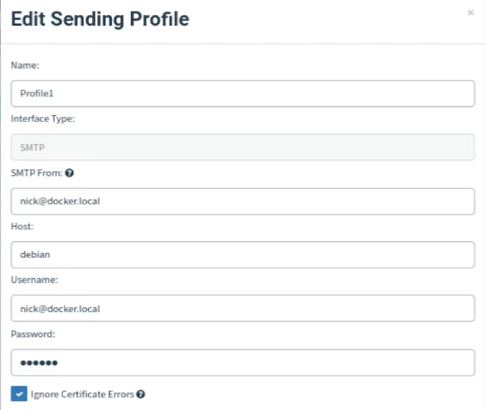 Edit Sending Profile
×
Name:
Profile1
Interface Type:
SMTP
SMTP From: ?
nick@docker.local
Host:
debian
Username:
nick@docker.local
Password:
••••••
Ignore Certificate Errors ?